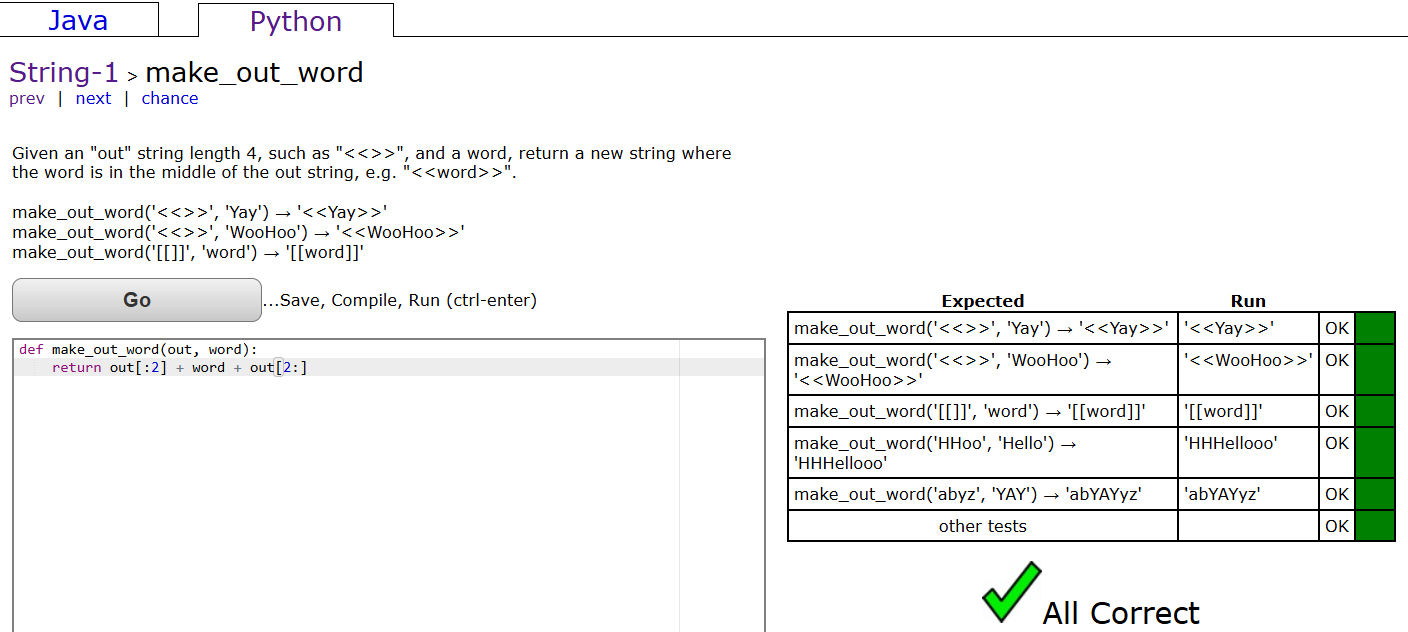 Java
Python
String-1 > make_out_word
prev | next | chance
Given an "out" string length 4, such as "<<>>", and a word, return a new string where
the word is in the middle of the out string, e.g. "<<word>>".
make_out_word('<<>>', 'Yay') → '<<Yay>>'
make_out_word('<<>>', 'WooHoo') → '<<WooHoo>>'
make_out_word('[[]]', 'word') → '[[word]]'
Go
...Save, Compile, Run (ctrl-enter)
def make_out_word(out, word):
    return out[:2] + word + out[2:]
Expected Run
make_out_word('<<>>', 'Yay') → '<<Yay>>' '<<Yay>>' OK
make_out_word('<<>>', 'WooHoo') → '<<WooHoo>>' OK
'<<WooHoo>>'
make_out_word('[[]]', 'word') → '[[word]]' '[[word]]' OK
make_out_word('HHoo', 'Hello') → 'HHHellooo' OK
'HHHellooo'
make_out_word('abyz', 'YAY') → 'abYAYyz' 'abYAYyz' OK
other tests OK
All Correct